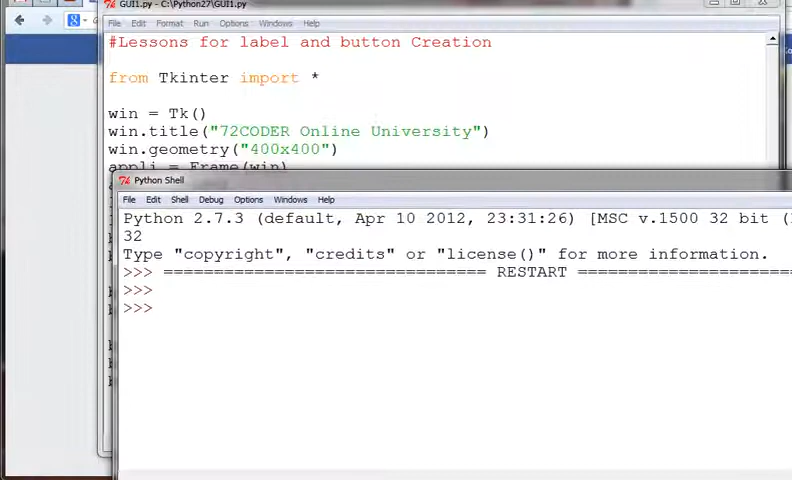 GUI1.py - C:\Python27\GUI1.py
File Edit Format Run Options Windows Help
#Lessons for label and button Creation
from Tkinter import *
win = Tk()
win.title("72CODER Online University")
win.geometry("400x400")
appli = Frame(win)
Python Shell
File Edit Shell Debug Options Windows Help
Python 2.7.3 (default, Apr 10 2012, 23:31:26) [MSC v.1500 32 bit (
32
Type "copyright", "credits" or "license()" for more information.
>>> ================================ RESTART ====================
>>>
>>>